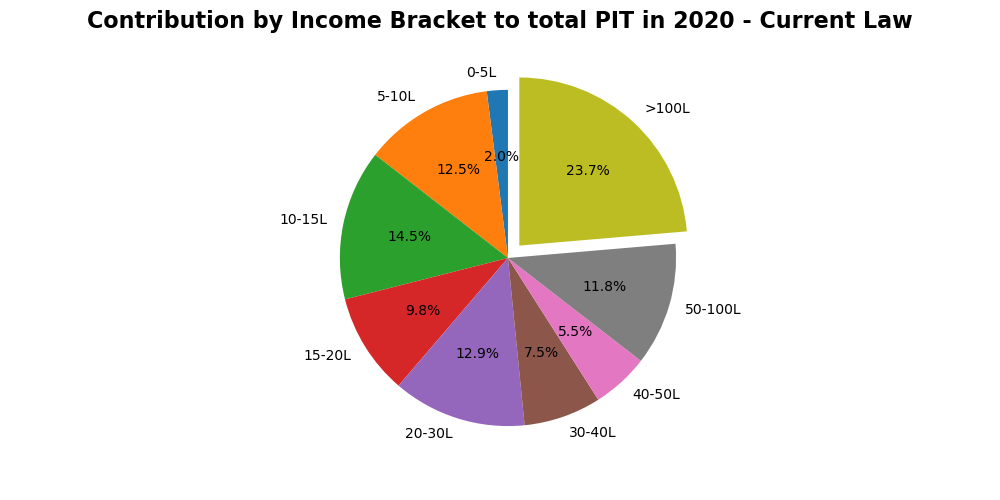 Contribution by Income Bracket to total PIT in 2020 - Current Law
0-5L
2.0%
5-10L
12.5%
10-15L
14.5%
15-20L
9.8%
20-30L
12.9%
30-40L
7.5%
40-50L
5.5%
50-100L
11.8%
>100L
23.7%